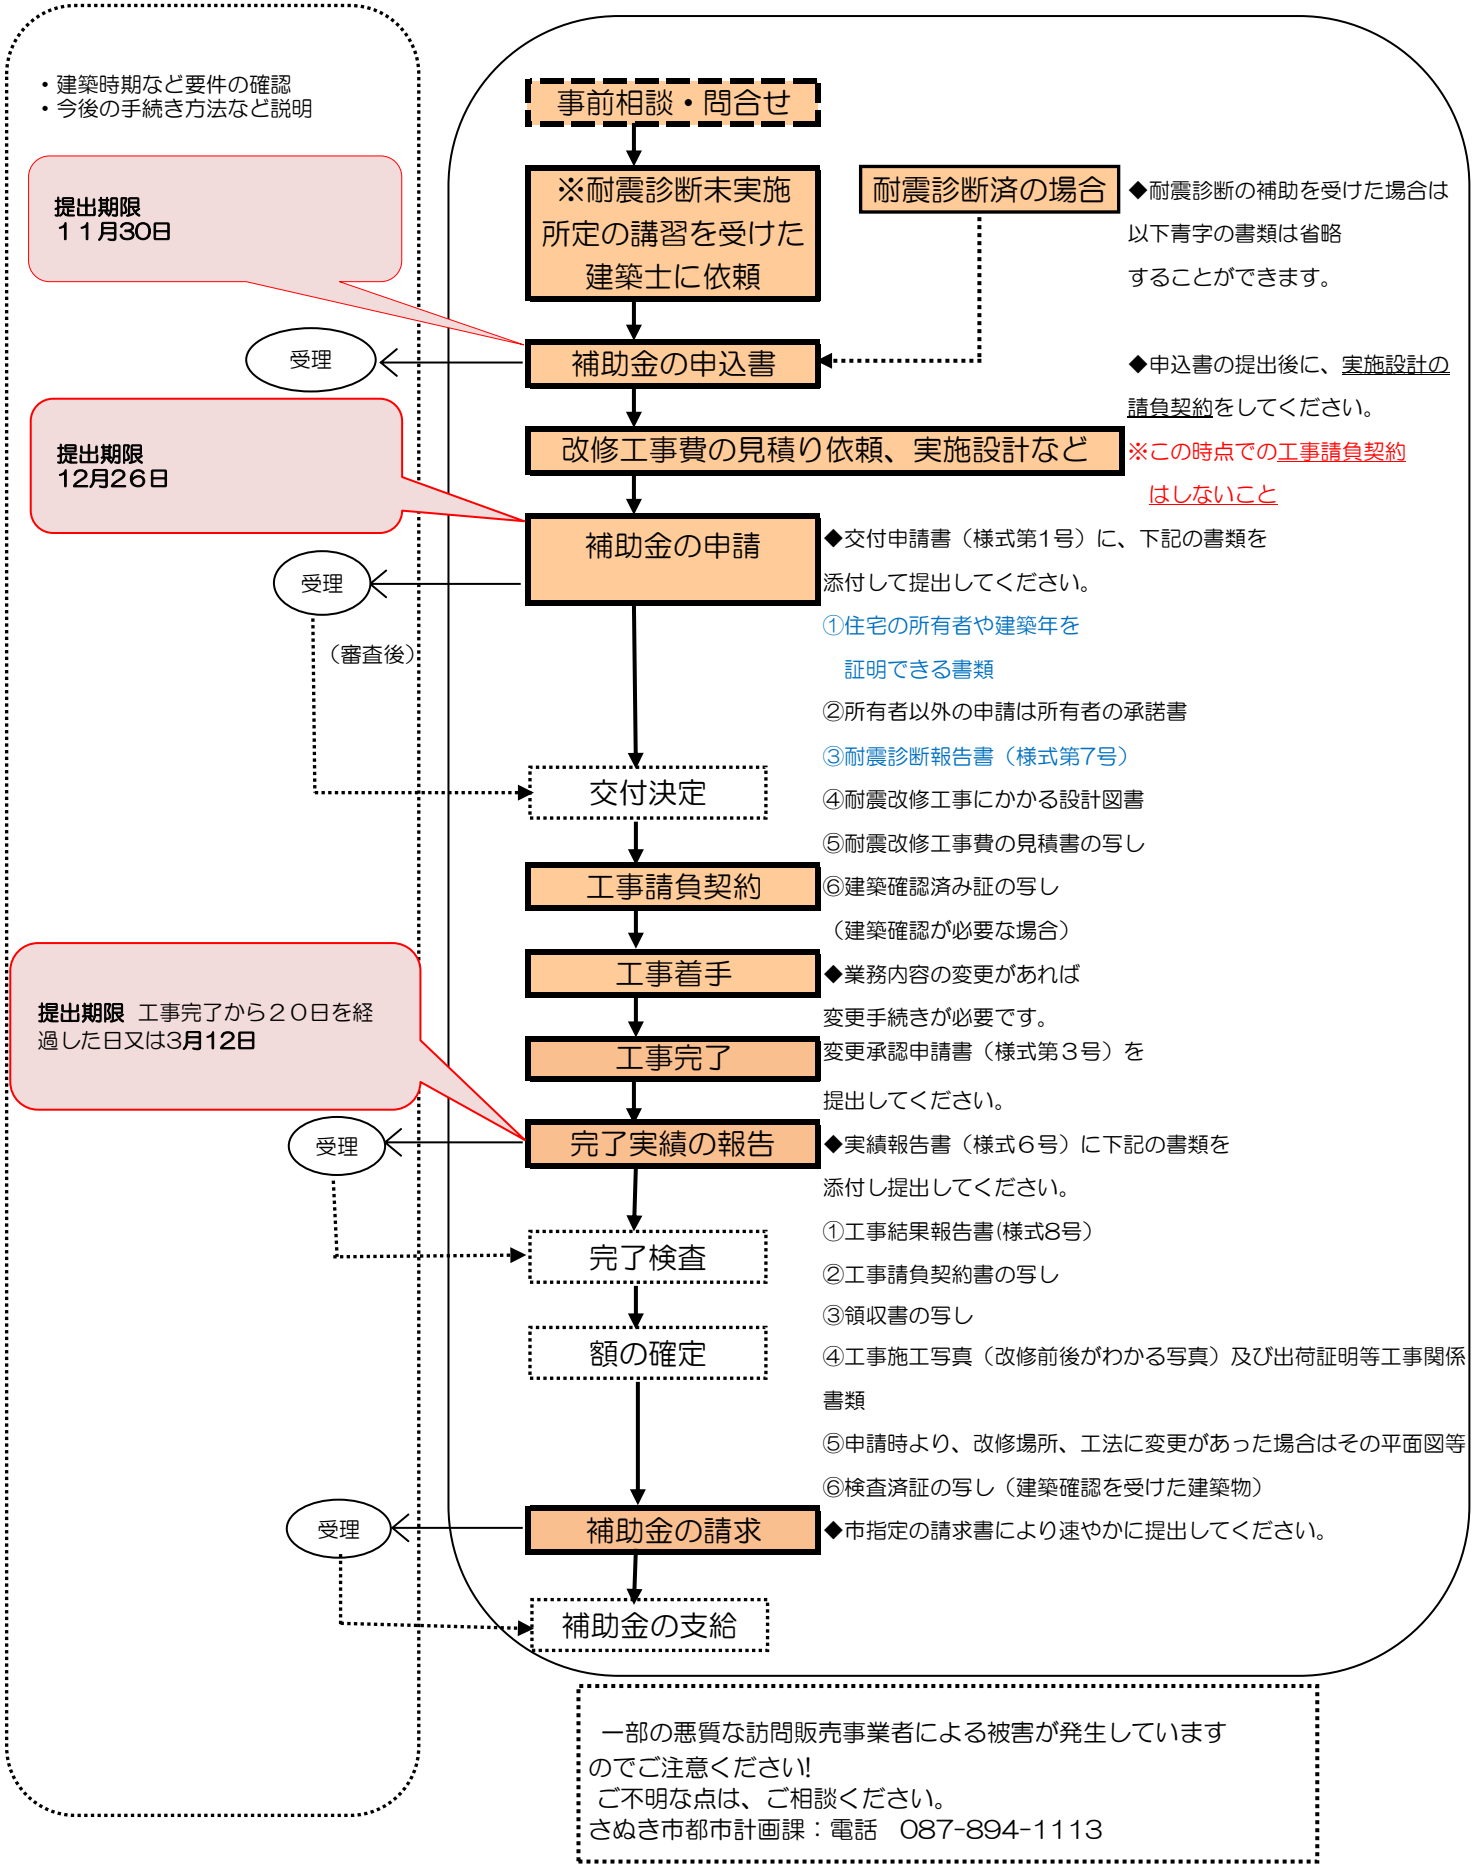 ・建築時期など要件の確認
・今後の手続き方法など説明
事前相談・問合せ
※耐震診断未実施
所定の講習を受けた
建築士に依頼
耐震診断済の場合
◆耐震診断の補助を受けた場合は
以下青字の書類は省略
することができます。
提出期限
11月30日
受理
補助金の申込書
◆申込書の提出後に、実施設計の
請負契約をしてください。
※この時点での工事請負契約
はしないこと
改修工事費の見積り依頼、実施設計など
提出期限
12月26日
補助金の申請
受理
(審査後)
◆交付申請書(様式第1号)に、下記の書類を
添付して提出してください。
①住宅の所有者や建築年を
証明できる書類
②所有者以外の申請は所有者の承諾書
③耐震診断報告書(様式第7号)
④耐震改修工事にかかる設計図書
⑤耐震改修工事費の見積書の写し
⑥建築確認済み証の写し
(建築確認が必要な場合)
交付決定
工事請負契約
工事着手
◆業務内容の変更があれば
変更手続きが必要です。
変更承認申請書(様式第3号)を
提出してください。
工事完了
提出期限 工事完了から20日を経
過した日又は3月12日
受理
完了実績の報告
◆実績報告書(様式6号)に下記の書類を
添付し提出してください。
①工事結果報告書(様式8号)
②工事請負契約書の写し
③領収書の写し
④工事施工写真(改修前後がわかる写真)及び出荷証明等工事関係
書類
⑤申請時より、改修場所、工法に変更があった場合はその平面図等
⑥検査済証の写し(建築確認を受けた建築物)
完了検査
額の確定
受理
補助金の請求
◆市指定の請求書により速やかに提出してください。
補助金の支給
一部の悪質な訪問販売事業者による被害が発生しています
のでご注意ください!
ご不明な点は、ご相談ください。
さぬき市都市計画課:電話 087-894-1113